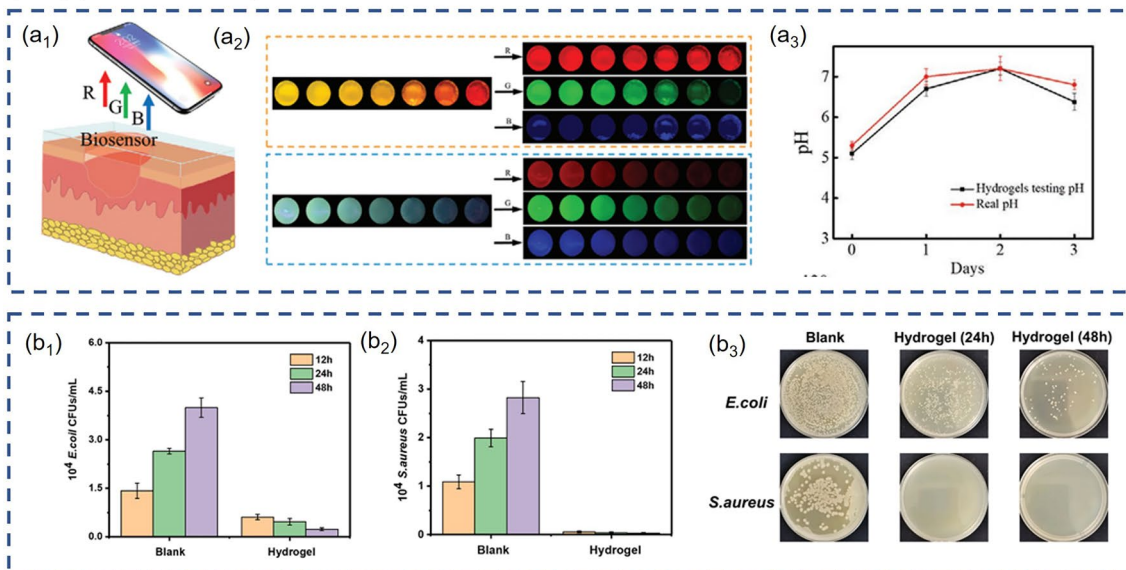 (a1)
R
G
B
Biosensor
(a2)
R
G
B
R
G
B
(a3)
pH
7
6
5
4
3
0
1
2
3
Days
Hydrogels testing pH
Real pH
(b1)
10^4 E.coli CFUs/mL
6.0
4.5
3.0
1.5
0.0
12h
24h
48h
Blank
Hydrogel
(b2)
10^4 S.aureus CFUs/mL
4
3
2
1
0
12h
24h
48h
Blank
Hydrogel
(b3)
Blank
Hydrogel (24h)
Hydrogel (48h)
E.coli
S.aureus